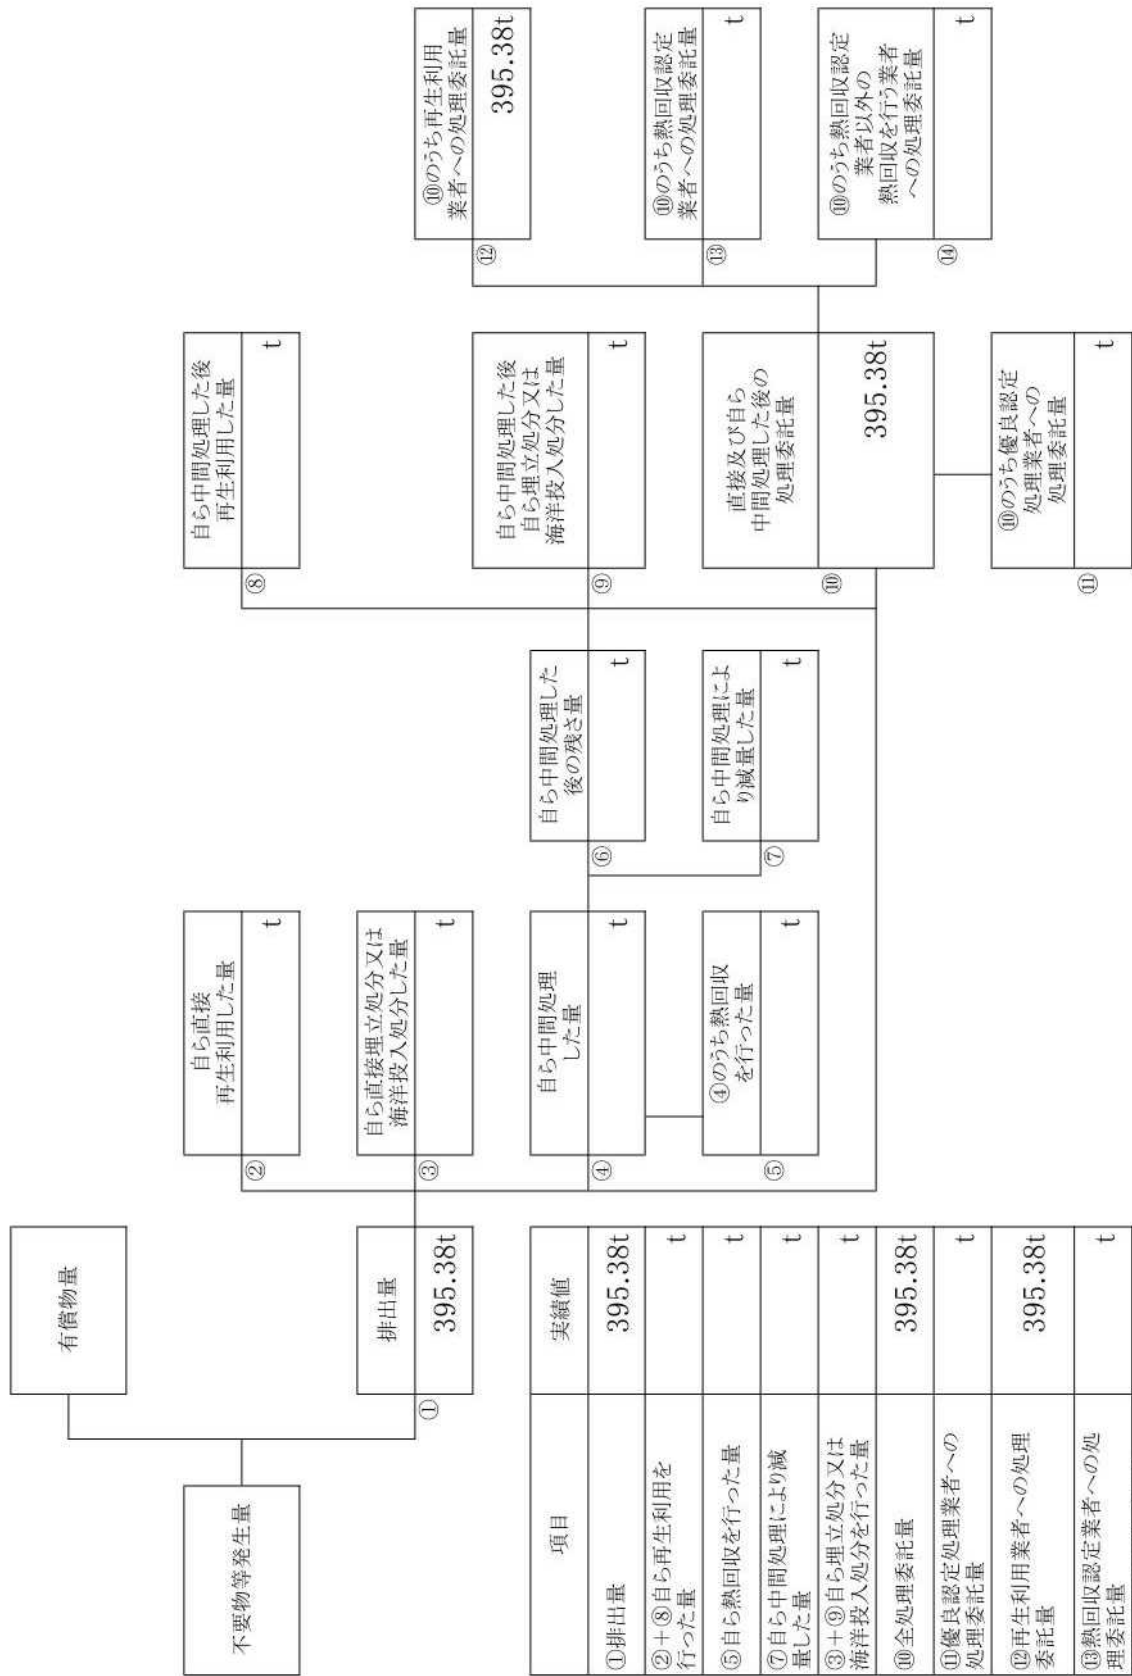 不要物等発生量
有償物量
①
排出量
395.38t
②
自ら直接
再生利用した量
t
③
自ら直接埋立処分又は
海洋投入処分した量
t
④
自ら中間処理
した量
t
⑤
④のうち熱回収
を行った量
t
⑥
自ら中間処理した
後の残さ量
t
⑦
自ら中間処理によ
り減量した量
t
⑧
自ら中間処理した後
再生利用した量
t
⑨
自ら中間処理した後
自ら埋立処分又は
海洋投入処分した量
t
⑩
直接及び自ら
中間処理した後の
処理委託量
395.38t
⑪
⑩のうち優良認定
処理業者への
処理委託量
t
⑫
⑩のうち再生利用
業者への処理委託量
395.38t
⑬
⑩のうち熱回収認定
業者への処理委託量
t
⑭
⑩のうち熱回収認定
業者以外の
熱回収を行う業者
への処理委託量
t
項目 実績値
①排出量 395.38t
②+⑧自ら再生利用を
行った量 t
⑤自ら熱回収を行った量 t
⑦自ら中間処理により減
量した量 t
③+⑨自ら埋立処分又は
海洋投入処分を行った量 t
⑩全処理委託量 395.38t
⑪優良認定処理業者への
処理委託量 t
⑫再生利用業者への処理
委託量 395.38t
⑬熱回収認定業者への処
理委託量 t